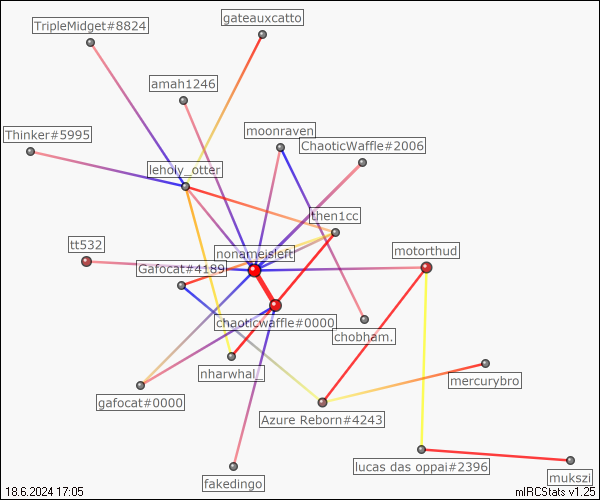 gateauxcatto
TripleMidget#8824
amah1246
moonraven
Thinker#5995
ChaoticWaffle#2006
leholy_otter
then1cc
tt532
nonameisleft
motorthud
Gafocat#4189
chaoticwaffle#0000
chobham.
nharwhal_
mercurybro
gafocat#0000
Azure Reborn#4243
lucas das oppai#2396
mukszi
fakedingo
18.6.2024 17:05
mIRCStats v1.25